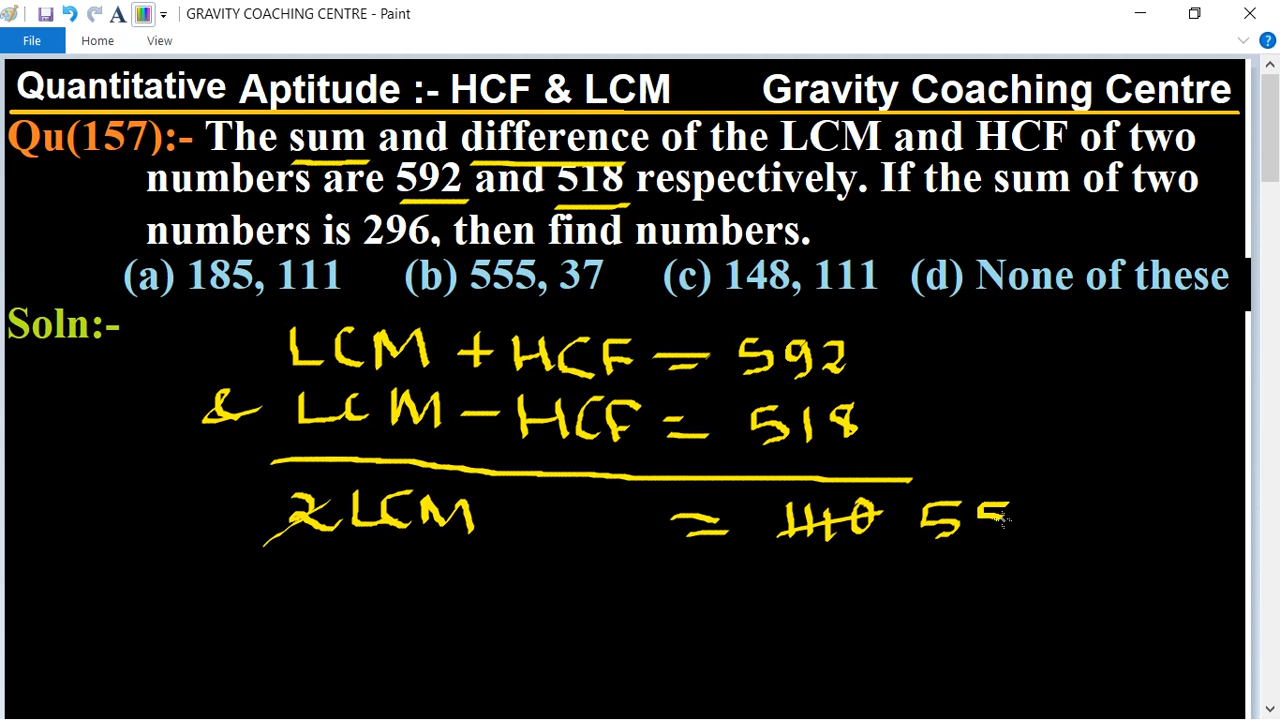 GRAVITY COACHING CENTRE - Paint
File Home View
Quantitative Aptitude :- HCF & LCM Gravity Coaching Centre
Qu(157):- The sum and difference of the LCM and HCF of two
numbers are 592 and 518 respectively. If the sum of two
numbers is 296, then find numbers.
(a) 185, 111 (b) 555, 37 (c) 148, 111 (d) None of these
Soln:-
LCM + HCF = 592
& LCM - HCF = 518
2 LCM = 1110 55